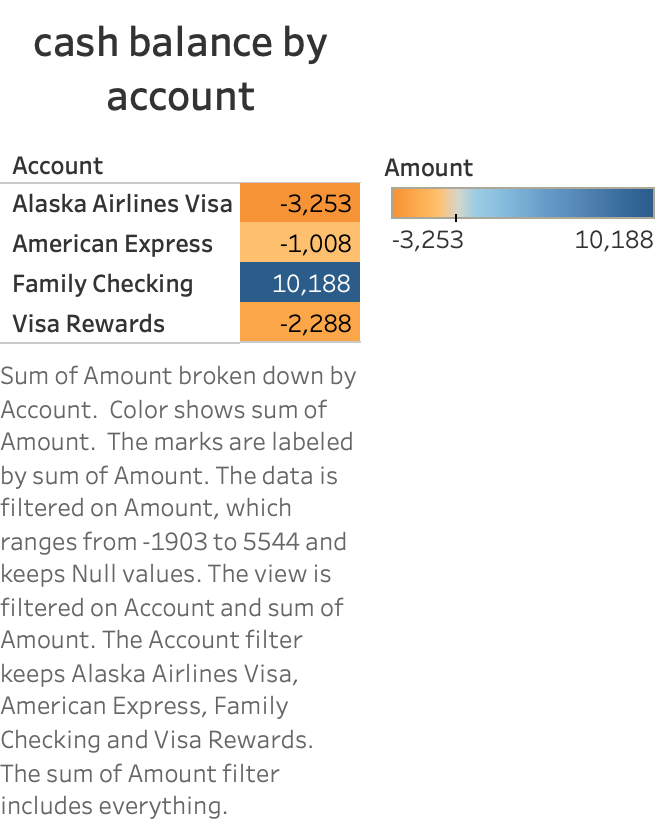 cash balance by
account
Account
Alaska Airlines Visa -3,253
American Express -1,008
Family Checking 10,188
Visa Rewards -2,288
Amount
-3,253 10,188
Sum of Amount broken down by
Account.  Color shows sum of
Amount.  The marks are labeled
by sum of Amount. The data is
filtered on Amount, which
ranges from -1903 to 5544 and
keeps Null values. The view is
filtered on Account and sum of
Amount. The Account filter
keeps Alaska Airlines Visa,
American Express, Family
Checking and Visa Rewards.
The sum of Amount filter
includes everything.